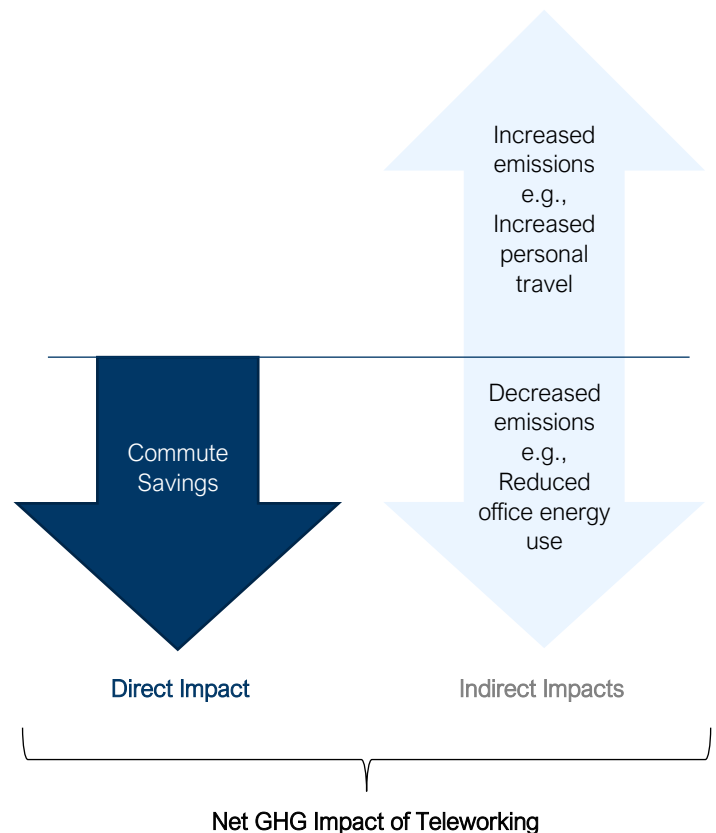 Increased
emissions
e.g.,
Increased
personal
travel
Commute
Savings
Decreased
emissions
e.g.,
Reduced
office energy
use
Direct Impact
Indirect Impacts
Net GHG Impact of Teleworking